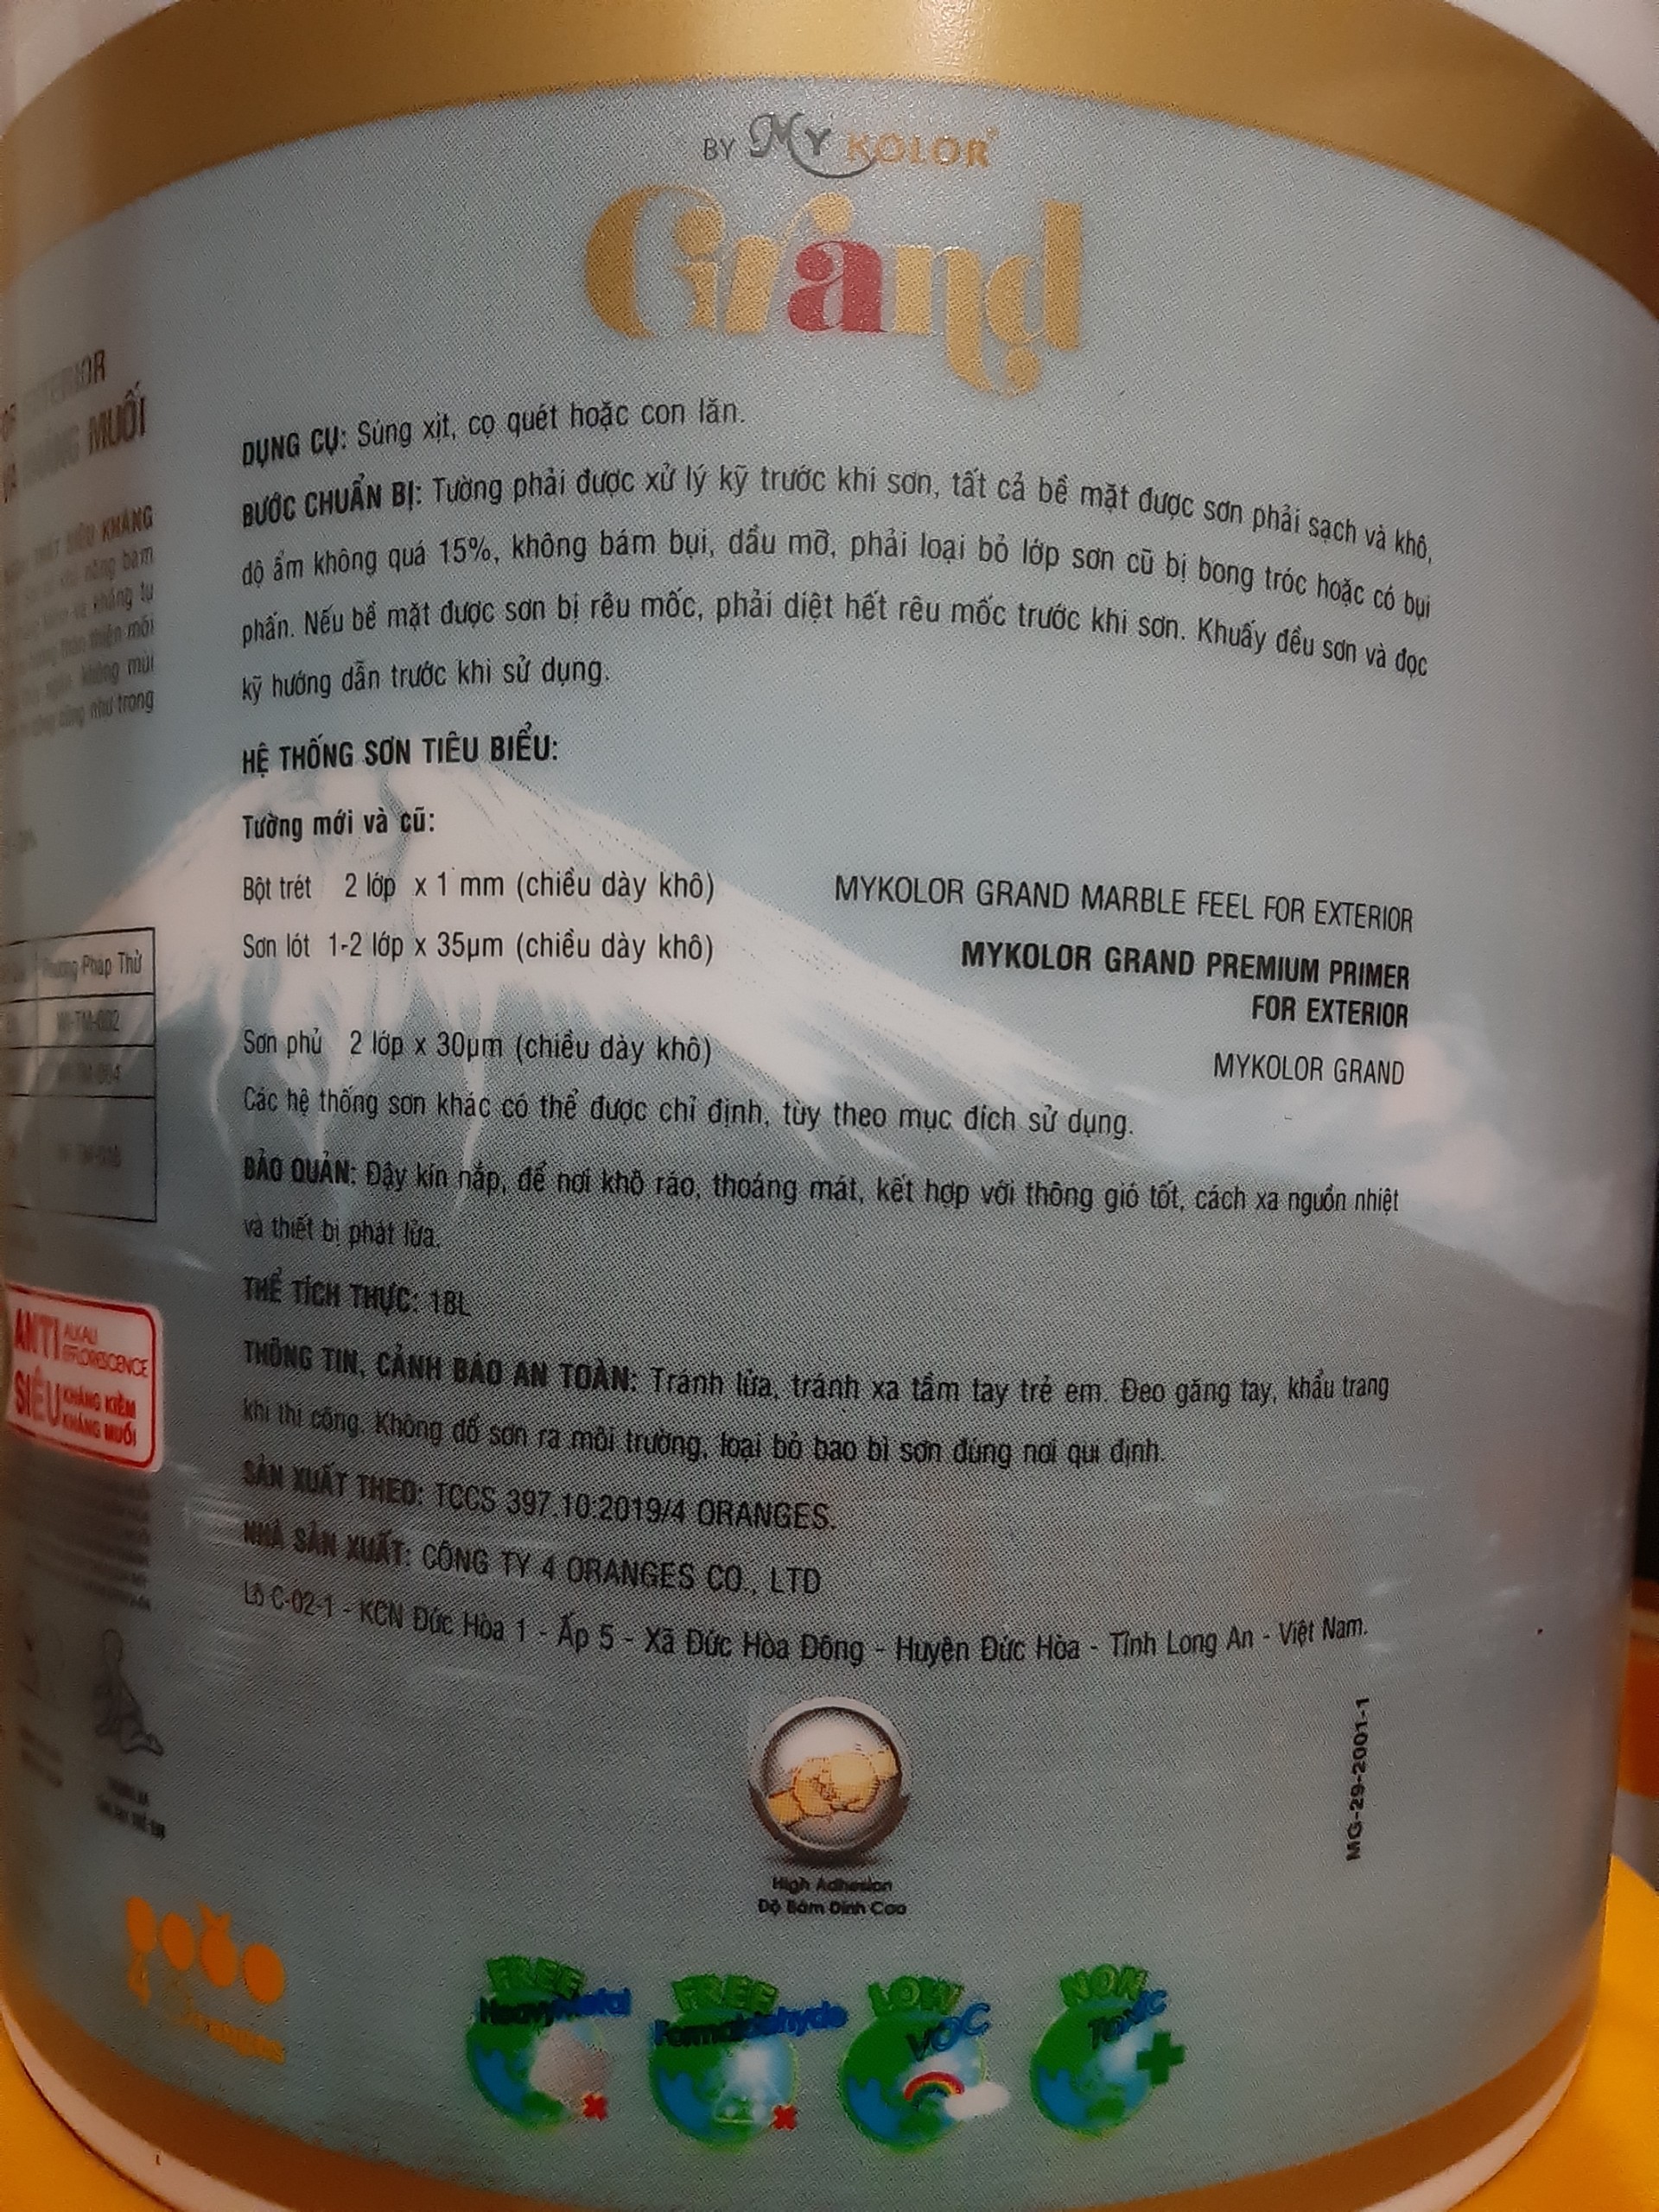 BY MY KOLOR
Grand
DỤNG CỤ: Súng xịt, cọ quét hoặc con lăn.
BƯỚC CHUẨN BỊ: Tường phải được xử lý kỹ trước khi sơn, tất cả bề mặt được sơn phải sạch và khô,
độ ẩm không quá 15%, không bám bụi, dầu mỡ, phải loại bỏ lớp sơn cũ bị bong tróc hoặc có bụi
phấn. Nếu bề mặt được sơn bị rêu mốc, phải diệt hết rêu mốc trước khi sơn. Khuấy đều sơn và đọc
kỹ hướng dẫn trước khi sử dụng.
HỆ THỐNG SƠN TIÊU BIỂU:
Tường mới và cũ:
Bột trét 2 lớp x 1 mm (chiều dày khô) MYKOLOR GRAND MARBLE FEEL FOR EXTERIOR
Sơn lót 1-2 lớp x 35µm (chiều dày khô) MYKOLOR GRAND PREMIUM PRIMER
FOR EXTERIOR
Sơn phủ 2 lớp x 30µm (chiều dày khô) MYKOLOR GRAND
Các hệ thống sơn khác có thể được chỉ định, tùy theo mục đích sử dụng.
BẢO QUẢN: Đậy kín nắp, để nơi khô ráo, thoáng mát, kết hợp với thông gió tốt, cách xa nguồn nhiệt
và thiết bị phát lửa.
THỂ TÍCH THỰC: 18L
THÔNG TIN, CẢNH BÁO AN TOÀN: Tránh lửa, tránh xa tầm tay trẻ em. Đeo găng tay, khẩu trang
khi thi công. Không đổ sơn ra môi trường, loại bỏ bao bì sơn đúng nơi qui định.
SẢN XUẤT THEO: TCCS 397.10:2019/4 ORANGES.
NHÀ SẢN XUẤT: CÔNG TY 4 ORANGES CO., LTD
Lô C-02-1 - KCN Đức Hòa 1 - Ấp 5 - Xã Đức Hòa Đông - Huyện Đức Hòa - Tỉnh Long An - Việt Nam.
MG-29-2001-1
High Adhesion
Độ Bám Dính Cao
FREE
HeavyMetal
FREE
Formaldehyde
LOW
VOC
NON
TOXIC
MUỐI
KHÁNG
Phương Pháp Thử
WI-TM-002
ANTI ALKALI
EFFLORESCENCE
SIÊU KHÁNG KIỀM
KHÁNG MUỐI